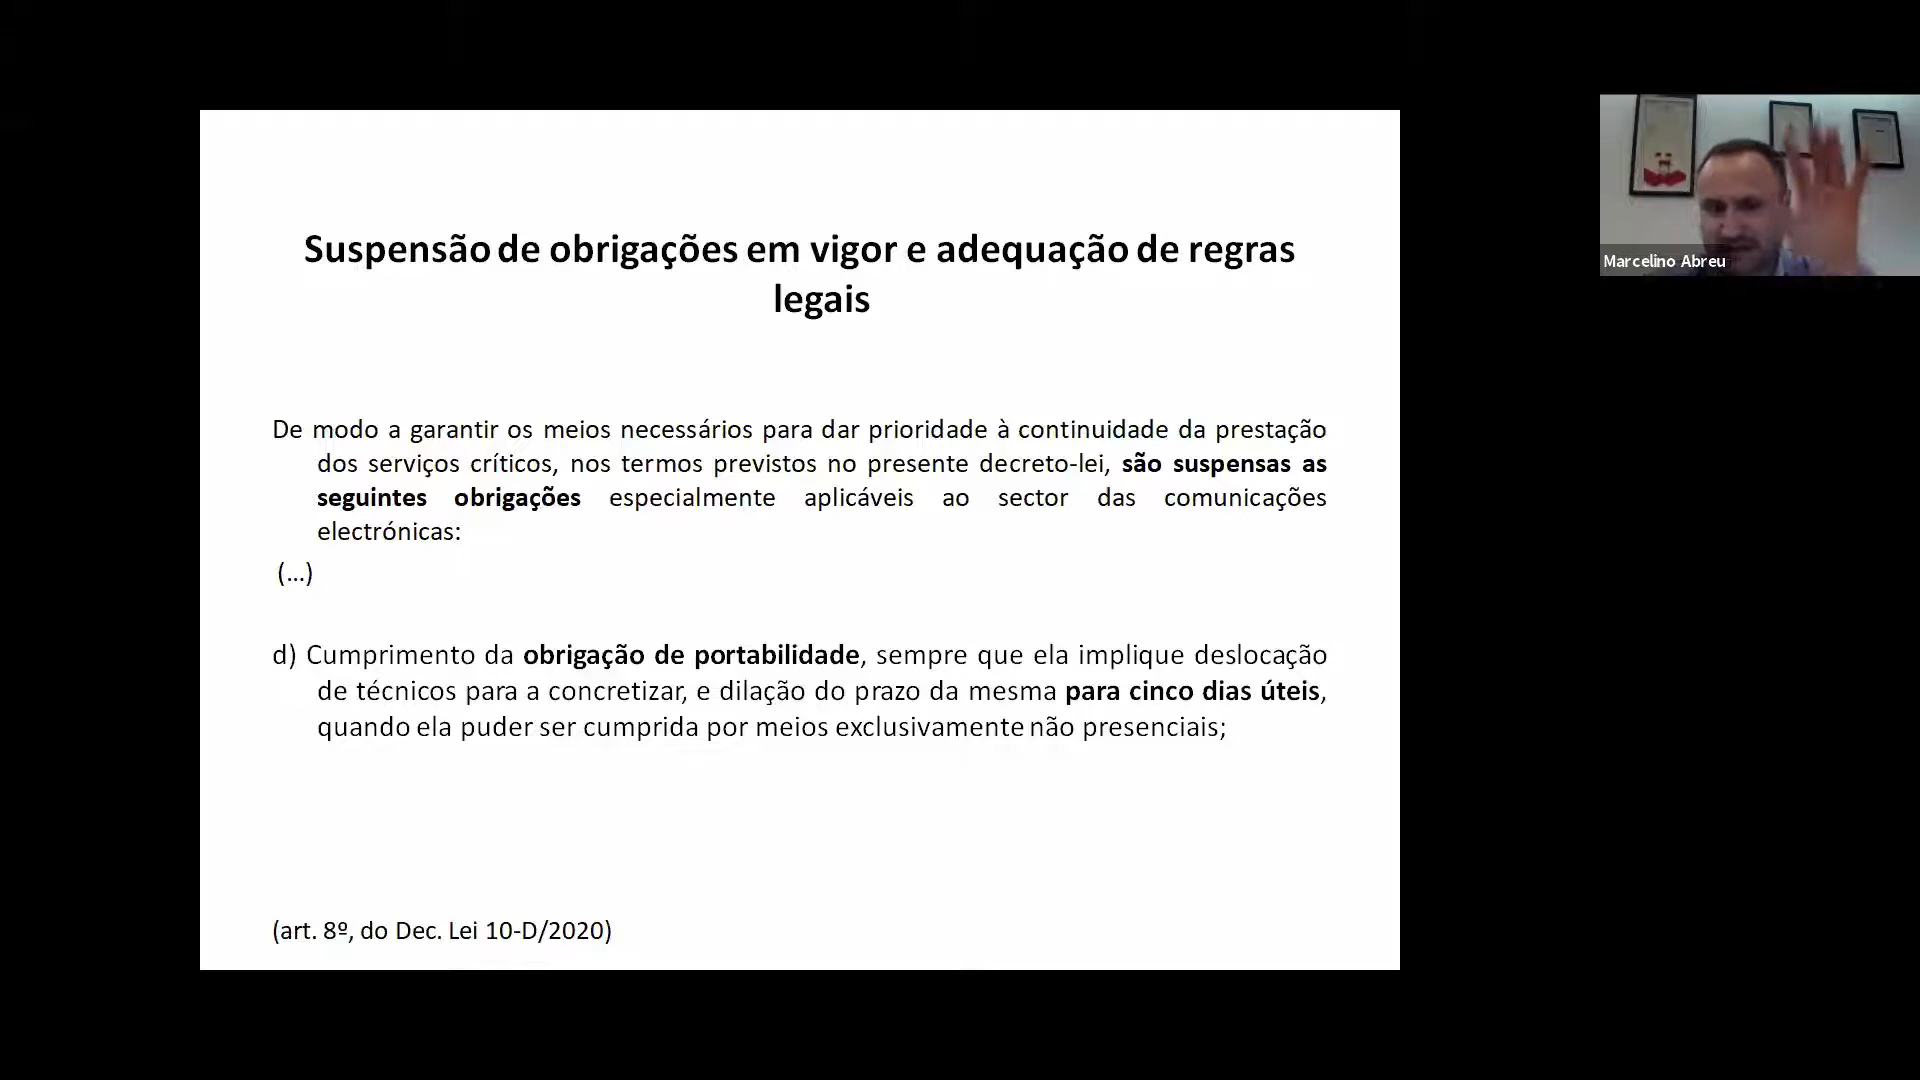 Suspensão de obrigações em vigor e adequação de regras
legais
De modo a garantir os meios necessários para dar prioridade à continuidade da prestação
dos serviços críticos, nos termos previstos no presente decreto-lei, são suspensas as
seguintes obrigações especialmente aplicáveis ao sector das comunicações
electrónicas:
(...)
d) Cumprimento da obrigação de portabilidade, sempre que ela implique deslocação
de técnicos para a concretizar, e dilação do prazo da mesma para cinco dias úteis,
quando ela puder ser cumprida por meios exclusivamente não presenciais;
(art. 8º, do Dec. Lei 10-D/2020)
Marcelino Abreu